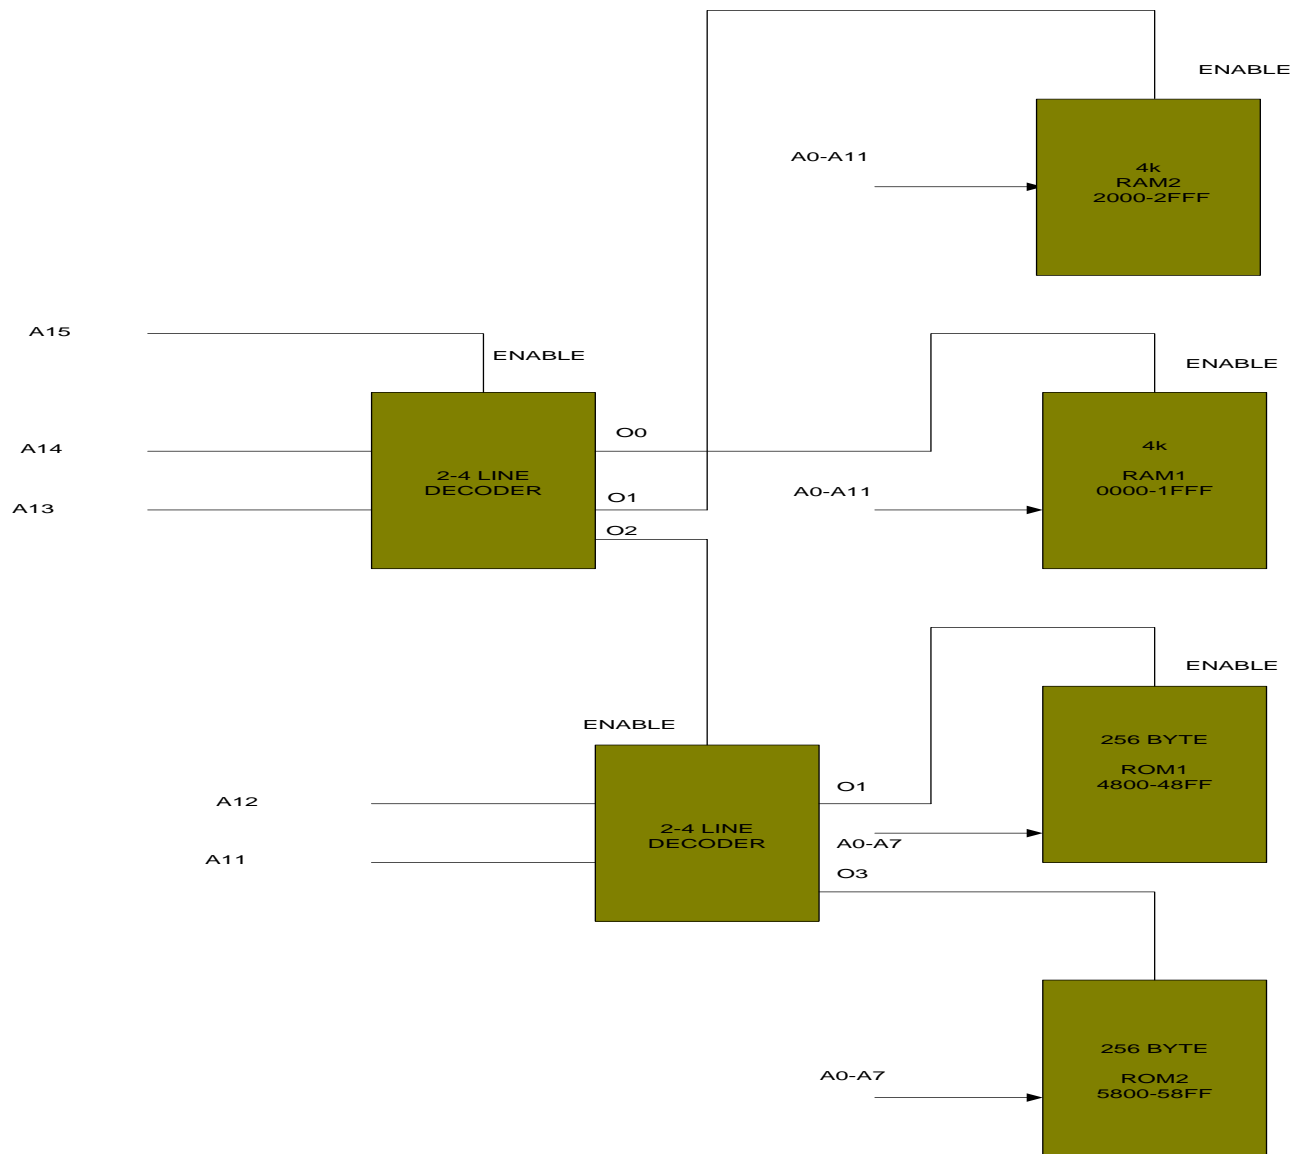 ENABLE
A0-A11
4k
RAM2
2000-2FFF
A15
ENABLE
ENABLE
A14
O0
4k
2-4 LINE
DECODER
RAM1
0000-1FFF
A13
O1
A0-A11
O2
ENABLE
ENABLE
256 BYTE
ROM1
4800-48FF
A12
O1
2-4 LINE
DECODER
A0-A7
A11
O3
256 BYTE
A0-A7
ROM2
5800-58FF